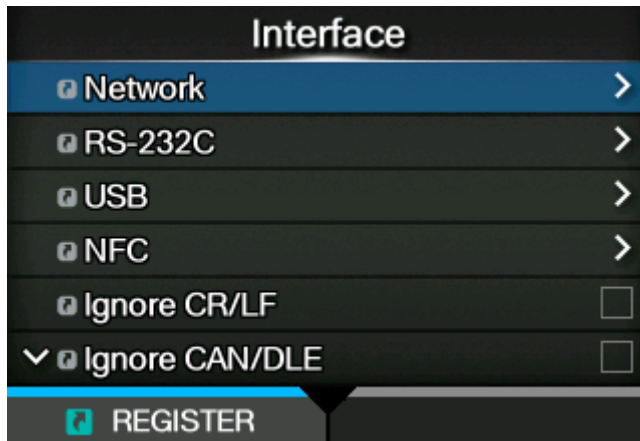 Interface
Network
RS-232C
USB
NFC
Ignore CR/LF
Ignore CAN/DLE
REGISTER